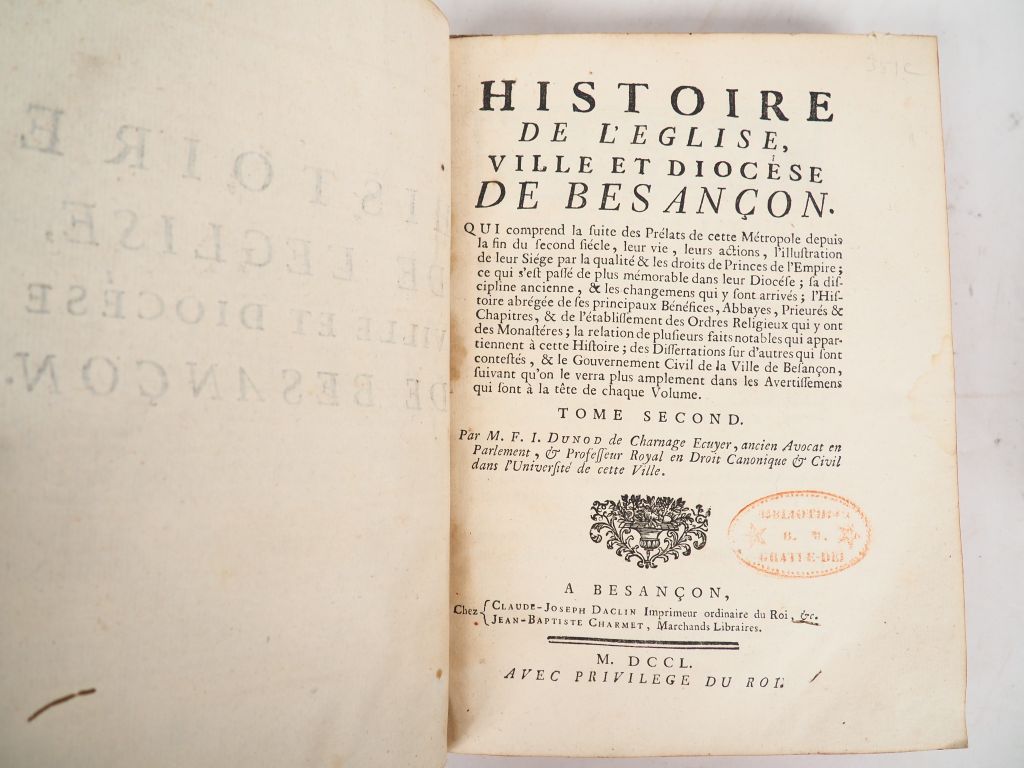 351C
HISTOIRE
DE L'EGLISE,
VILLE ET DIOCÈSE
DE BESANÇON.
QUI comprend la ſuite des Prélats de cette Métropole depuis
la fin du ſecond ſiécle, leur vie, leurs actions, l'illuſtration
de leur Siége par la qualité & les droits de Princes de l'Empire;
ce qui s'eſt paſſé de plus mémorable dans leur Diocéſe; ſa diſ-
cipline ancienne, & les changemens qui y ſont arrivés; l'Hiſ-
toire abrégée de ſes principaux Bénéfices, Abbayes, Prieurés &
Chapitres, & de l'établiſſement des Ordres Religieux qui y ont
des Monaſtéres; la relation de pluſieurs faits notables qui appar-
tiennent à cette Hiſtoire; des Diſſertations ſur d'autres qui ſont
conteſtés, & le Gouvernement Civil de la Ville de Beſançon,
ſuivant qu'on le verra plus amplement dans les Avertiſſemens
qui ſont à la tête de chaque Volume.
TOME SECOND.
Par M. F. I. DUNOD de Charnage Ecuyer, ancien Avocat en
Parlement, & Profeſſeur Royal en Droit Canonique & Civil
dans l'Univerſité de cette Ville.
GRATTE-DEI
A BESANÇON,
Chez { CLAUDE-JOSEPH DACLIN Imprimeur ordinaire du Roi, &c.
JEAN-BAPTISTE CHARMET, Marchands Libraires.
M. DCCL.
AVEC PRIVILEGE DU ROI.